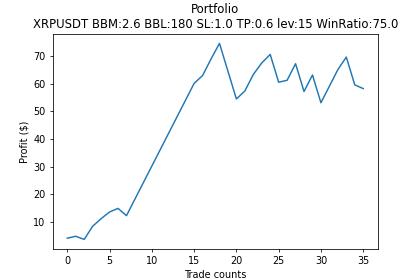 Portfolio
XRPUSDT BBM:2.6 BBL:180 SL:1.0 TP:0.6 lev:15 WinRatio:75.0
70
60
50
40
30
20
10
Profit ($)
0 5 10 15 20 25 30 35
Trade counts